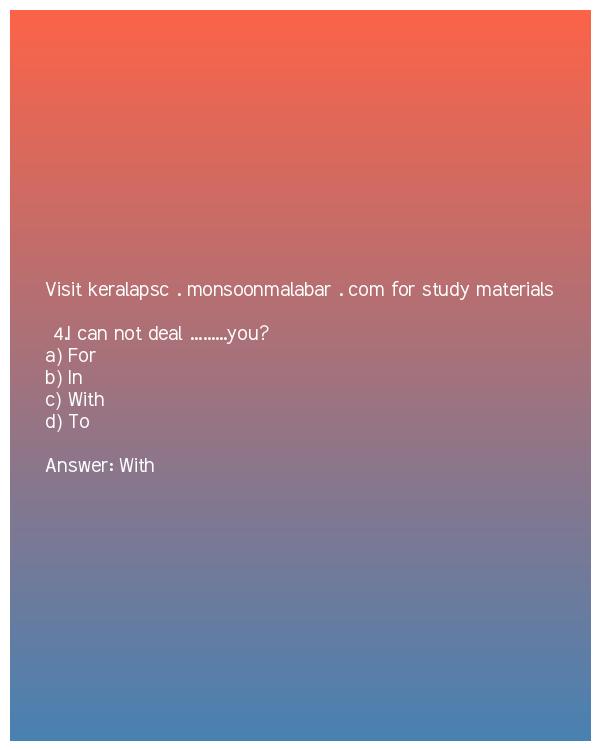 Visit keralapsc . monsoonmalabar . com for study materials
4.I can not deal .........you?
a) For
b) In
c) With
d) To
Answer: With